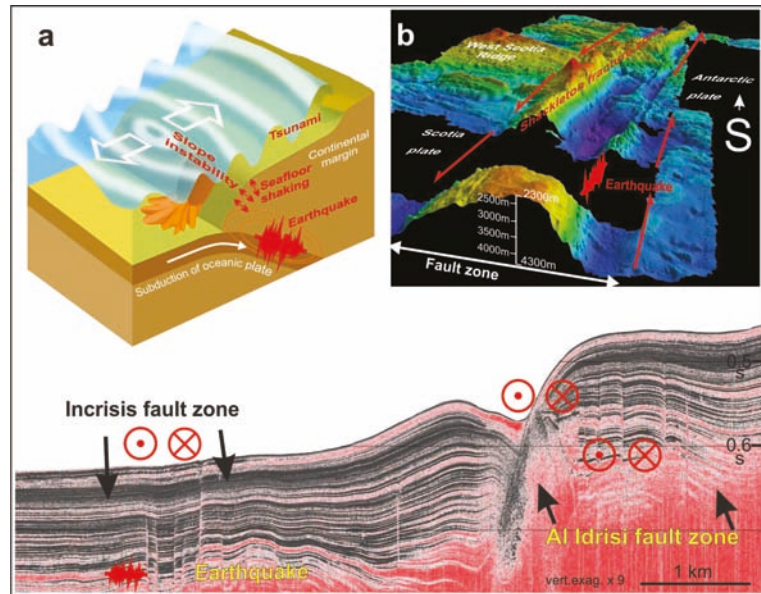 a
Tsunami
Continental
margin
Slope
instability
Seafloor
shaking
Earthquake
Subduction of oceanic plate
b
West Scotia
Ridge
Shackleton fracture zone
Antarctic
plate
S
Scotia
plate
Earthquake
2500m
2300m
3000m
3500m
4000m
4300m
Fault zone
Incrisis fault zone
0.5
s
0.6
s
Al Idrisi fault zone
Earthquake
vert.exag. x 9
1 km